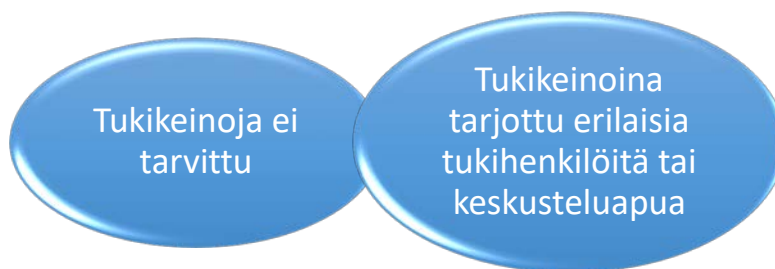 Tukikeinoja ei
tarvittu
Tukikeinoina
tarjottu erilaisia
tukihenkilöitä tai
keskusteluapua